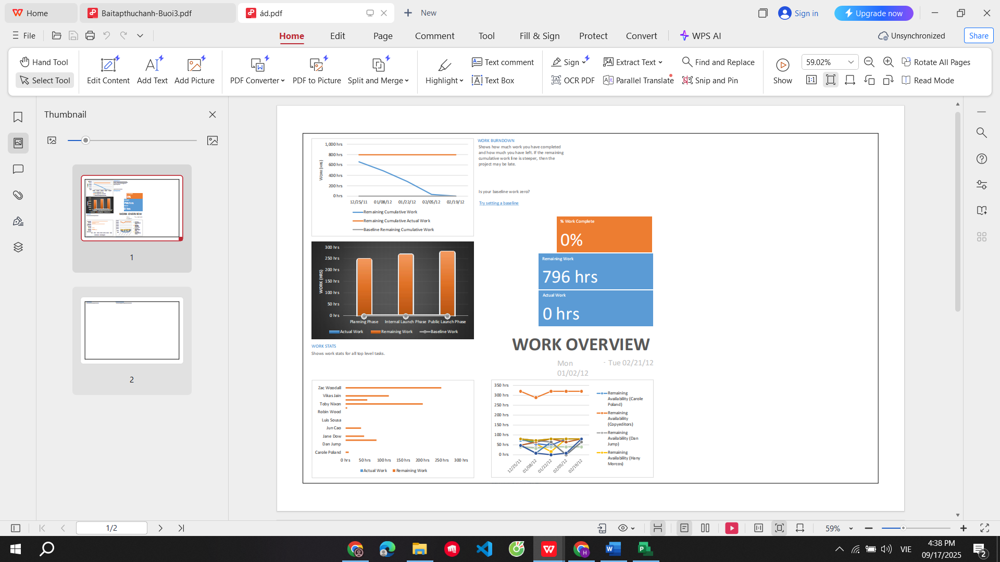 Home
Baitapthuchanh-Buoi3.pdf
ád.pdf
New
Sign in
Upgrade now
File
Home
Edit
Page
Comment
Tool
Fill & Sign
Protect
Convert
WPS AI
Unsynchronized
Share
Hand Tool
Select Tool
Edit Content
Add Text
Add Picture
PDF Converter
PDF to Picture
Split and Merge
Highlight
Text comment
Text Box
Sign
OCR PDF
Extract Text
Parallel Translate
Find and Replace
Snip and Pin
Show
59.02%
Rotate All Pages
Read Mode
Thumbnail
1
2
1,000 hrs
800 hrs
600 hrs
400 hrs
200 hrs
0 hrs
WORK (HRS)
12/25/11 01/08/12 01/22/12 02/05/12 02/19/12
Remaining Cumulative Work
Remaining Cumulative Actual Work
Baseline Remaining Cumulative Work
WORK BURNDOWN
Shows how much work you have completed
and how much you have left. If the remaining
cumulative work line is steeper, then the
project may be late.
Is your baseline work zero?
Try setting a baseline
% Work Complete
0%
Remaining Work
796 hrs
Actual Work
0 hrs
WORK OVERVIEW
Mon
01/02/12
- Tue 02/21/12
300 hrs
250 hrs
200 hrs
150 hrs
100 hrs
50 hrs
0 hrs
WORK (HRS)
Planning Phase Internal Launch Phase Public Launch Phase
Actual Work Remaining Work Baseline Work
WORK STATS
Shows work stats for all top level tasks.
Zac Woodall
Vikas Jain
Toby Nixon
Robin Wood
Luis Sousa
Jun Cao
Jane Dow
Dan Jump
Carole Poland
0 hrs 50 hrs 100 hrs 150 hrs 200 hrs 250 hrs 300 hrs
Actual Work Remaining Work
350 hrs
300 hrs
250 hrs
200 hrs
150 hrs
100 hrs
50 hrs
0 hrs
12/25/11 01/08/12 01/22/12 02/05/12 02/19/12
Remaining
Availability (Carole
Poland)
Remaining
Availability
(Copyeditors)
Remaining
Availability (Dan
Jump)
Remaining
Availability (Hany
Morcos)
1/2
59%
VIE
4:38 PM
09/17/2025
2